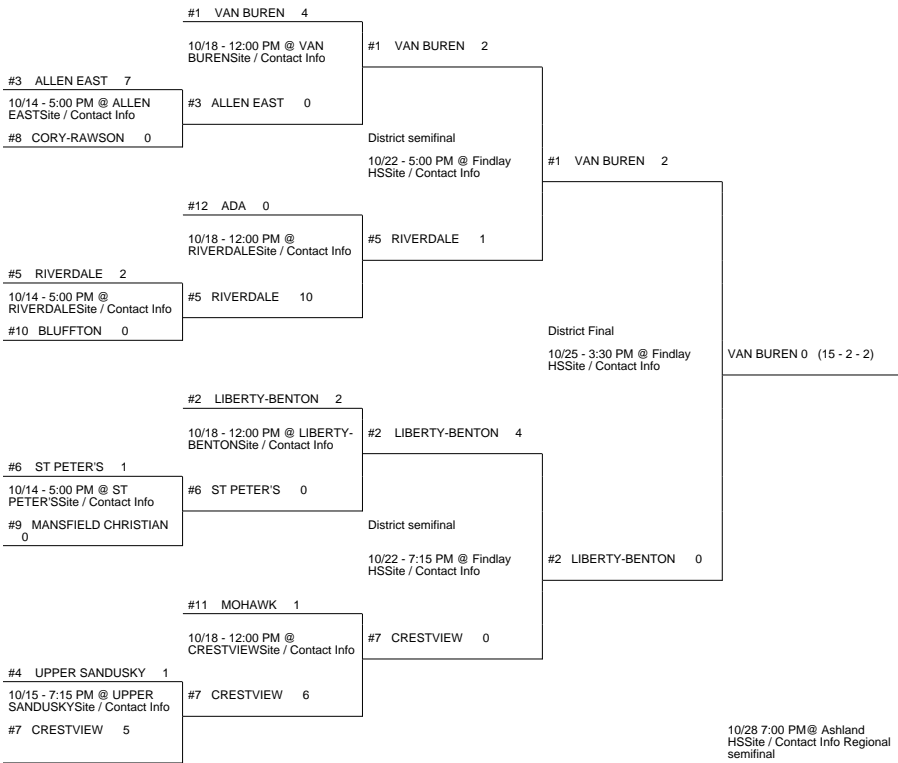 #1 VAN BUREN 4
10/18 - 12:00 PM @ VAN
BURENSite / Contact Info
#1 VAN BUREN 2
#3 ALLEN EAST 7
10/14 - 5:00 PM @ ALLEN
EASTSite / Contact Info
#3 ALLEN EAST 0
#8 CORY-RAWSON 0
District semifinal
10/22 - 5:00 PM @ Findlay
HSSite / Contact Info
#1 VAN BUREN 2
#12 ADA 0
10/18 - 12:00 PM @
RIVERDALESite / Contact Info
#5 RIVERDALE 1
#5 RIVERDALE 2
10/14 - 5:00 PM @
RIVERDALESite / Contact Info
#5 RIVERDALE 10
#10 BLUFFTON 0
District Final
10/25 - 3:30 PM @ Findlay
HSSite / Contact Info
VAN BUREN 0 (15 - 2 - 2)
#2 LIBERTY-BENTON 2
10/18 - 12:00 PM @ LIBERTY-
BENTONSite / Contact Info
#2 LIBERTY-BENTON 4
#6 ST PETER'S 1
10/14 - 5:00 PM @ ST
PETER'SSite / Contact Info
#6 ST PETER'S 0
#9 MANSFIELD CHRISTIAN
0
District semifinal
10/22 - 7:15 PM @ Findlay
HSSite / Contact Info
#2 LIBERTY-BENTON 0
#11 MOHAWK 1
10/18 - 12:00 PM @
CRESTVIEWSite / Contact Info
#7 CRESTVIEW 0
#4 UPPER SANDUSKY 1
10/15 - 7:15 PM @ UPPER
SANDUSKYSite / Contact Info
#7 CRESTVIEW 6
#7 CRESTVIEW 5
10/28 7:00 PM@ Ashland
HSSite / Contact Info Regional
semifinal